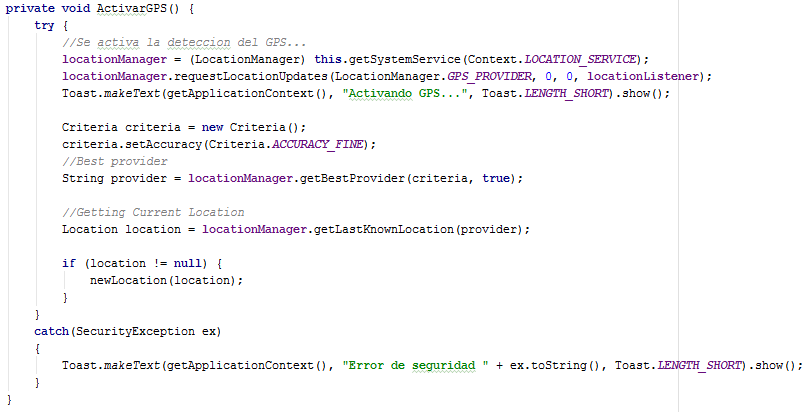 private void ActivarGPS() {
    try {
        //Se activa la deteccion del GPS...
        locationManager = (LocationManager) this.getSystemService(Context.LOCATION_SERVICE);
        locationManager.requestLocationUpdates(LocationManager.GPS_PROVIDER, 0, 0, locationListener);
        Toast.makeText(getApplicationContext(), "Activando GPS...", Toast.LENGTH_SHORT).show();

        Criteria criteria = new Criteria();
        criteria.setAccuracy(Criteria.ACCURACY_FINE);
        //Best provider
        String provider = locationManager.getBestProvider(criteria, true);

        //Getting Current Location
        Location location = locationManager.getLastKnownLocation(provider);

        if (location != null) {
            newLocation(location);
        }
    }
    catch(SecurityException ex)
    {
        Toast.makeText(getApplicationContext(), "Error de seguridad " + ex.toString(), Toast.LENGTH_SHORT).show();
    }
}